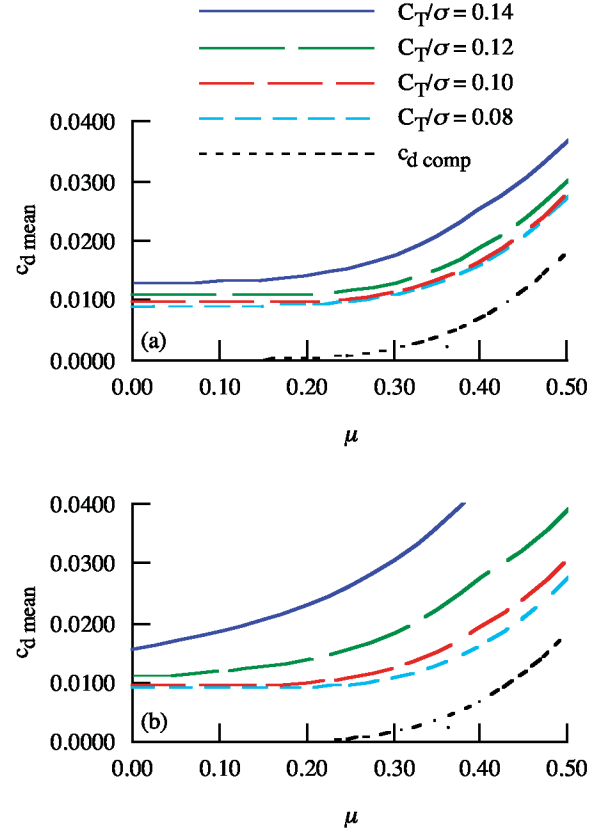 C_T/σ = 0.14
C_T/σ = 0.12
C_T/σ = 0.10
C_T/σ = 0.08
c_d comp
0.0400
0.0300
0.0200
0.0100
0.0000
c_d mean
(a)
0.00 0.10 0.20 0.30 0.40 0.50
μ
0.0400
0.0300
0.0200
0.0100
0.0000
c_d mean
(b)
0.00 0.10 0.20 0.30 0.40 0.50
μ